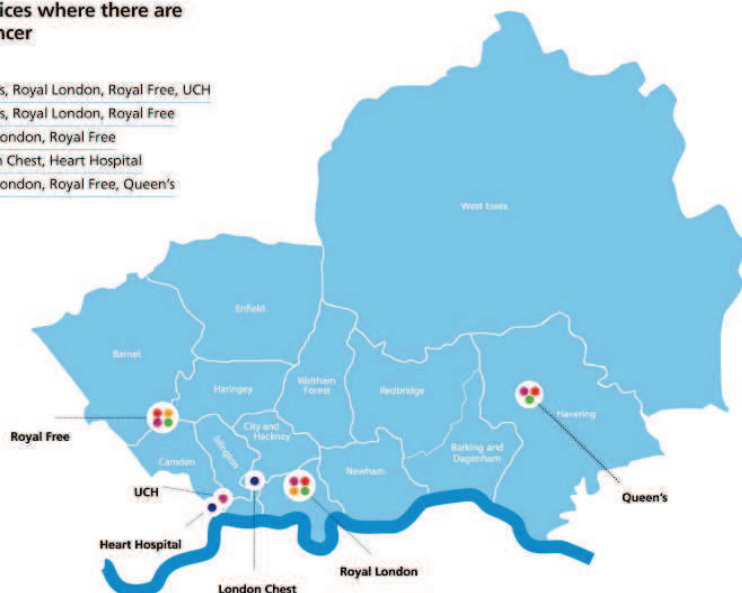 ices where there are
ncer
s, Royal London, Royal Free, UCH
s, Royal London, Royal Free
ondon, Royal Free
n Chest, Heart Hospital
ondon, Royal Free, Queen's
West Essex
Enfield
Barnet
Haringey
Waltham
Forest
Redbridge
Havering
City and
Hackney
Islington
Camden
Newham
Barking and
Dagenham
Royal Free
UCH
Heart Hospital
London Chest
Royal London
Queen's